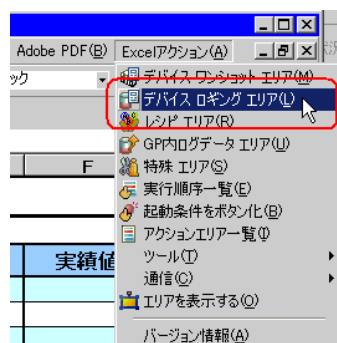 Adobe PDF(B) Excelアクション(A)
ック
デバイス ワンショット エリア(M)
デバイス ロギング エリア(L)
レシピ エリア(R)
GP内ログデータ エリア(U)
F
特殊 エリア(S)
実行順序一覧(E)
起動条件をボタン化(B)
アクションエリア一覧(I)
実績値
ツール(T)
通信(C)
エリアを表示する(O)
バージョン情報(A)